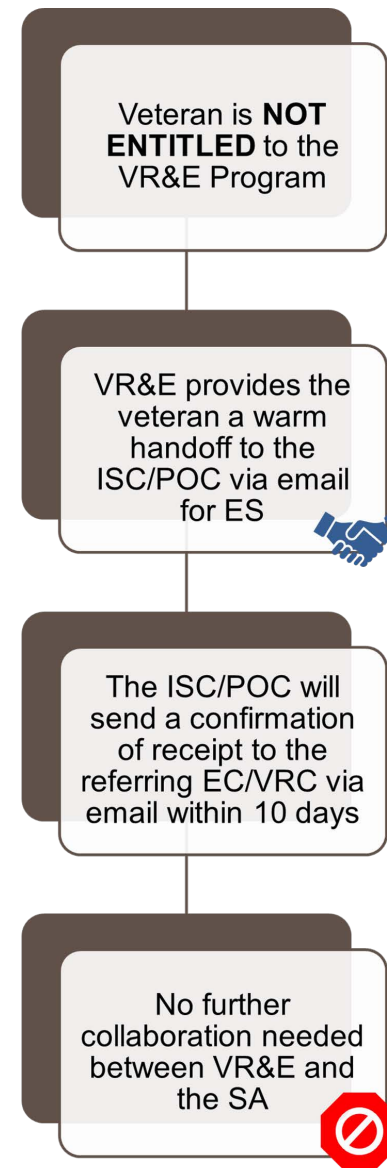 Veteran is NOT
ENTITLED to the
VR&E Program
VR&E provides the
veteran a warm
handoff to the
ISC/POC via email
for ES
The ISC/POC will
send a confirmation
of receipt to the
referring EC/VRC via
email within 10 days
No further
collaboration needed
between VR&E and
the SA